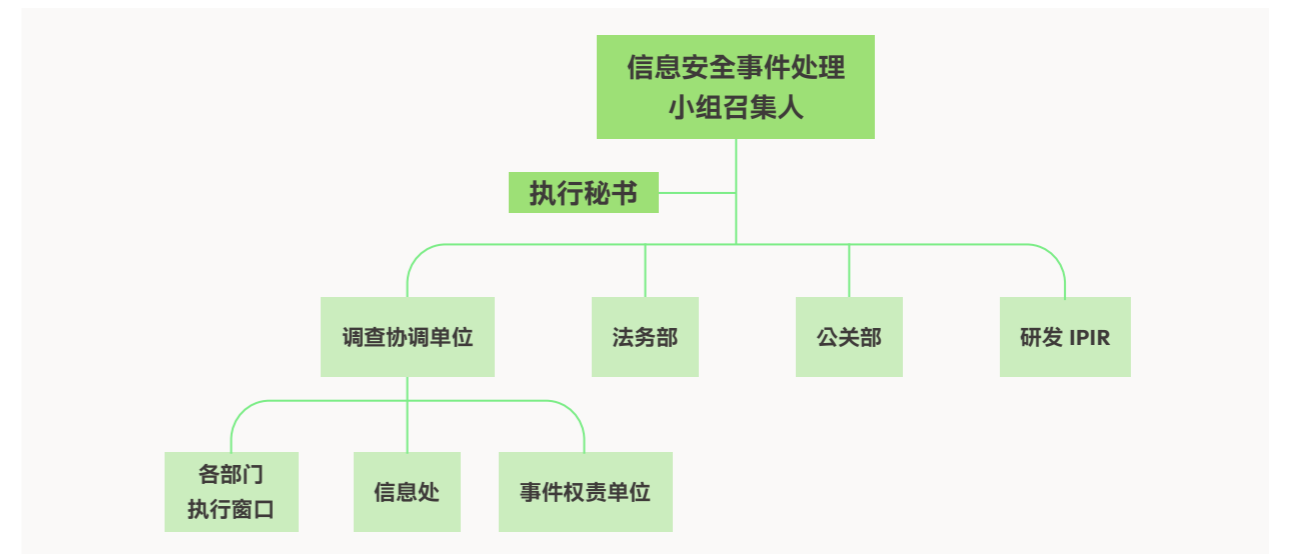 信息安全事件处理
小组召集人
执行秘书
调查协调单位
法务部
公关部
研发 IPIR
各部门
执行窗口
信息处
事件权责单位